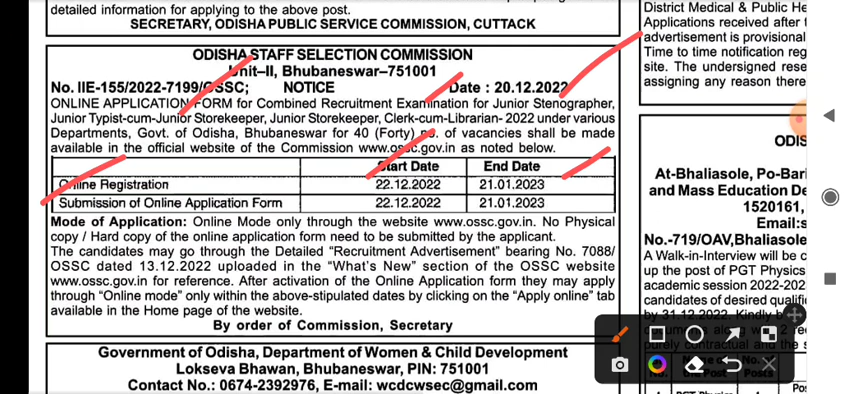 detailed information for applying to the above post.
SECRETARY, ODISHA PUBLIC SERVICE COMMISSION, CUTTACK
ODISHA STAFF SELECTION COMMISSION
Unit–II, Bhubaneswar–751001
No. IIE-155/2022-7199/OSSC; NOTICE Date : 20.12.2022
ONLINE APPLICATION FORM for Combined Recruitment Examination for Junior Stenographer,
Junior Typist-cum-Junior Storekeeper, Junior Storekeeper, Clerk-cum-Librarian- 2022 under various
Departments, Govt. of Odisha, Bhubaneswar for 40 (Forty) no. of vacancies shall be made
available in the official website of the Commission www.ossc.gov.in as noted below.
Start Date End Date
Online Registration 22.12.2022 21.01.2023
Submission of Online Application Form 22.12.2022 21.01.2023
Mode of Application: Online Mode only through the website www.ossc.gov.in. No Physical
copy / Hard copy of the online application form need to be submitted by the applicant.
The candidates may go through the Detailed "Recruitment Advertisement" bearing No. 7088/
OSSC dated 13.12.2022 uploaded in the "What's New" section of the OSSC website
www.ossc.gov.in for reference. After activation of the Online Application form they may apply
through "Online mode" only within the above-stipulated dates by clicking on the "Apply online" tab
available in the Home page of the website.
By order of Commission, Secretary
Government of Odisha, Department of Women & Child Development
Lokseva Bhawan, Bhubaneswar, PIN: 751001
Contact No.: 0674-2392976, E-mail: wcdcwsec@gmail.com
District Medical & Public He
Applications received after
advertisement is provisional
Time to time notification reg
site. The undersigned rese
assigning any reason there
ODIS
At-Bhaliasole, Po-Bari
and Mass Education De
1520161,
Email:s
No.-719/OAV,Bhaliasole
A Walk-in-Interview will be c
up the post of PGT Physics
academic session 2022-202
candidates of desired qualifi
by 31.12.2022. Kindly b
purely contractual and the s